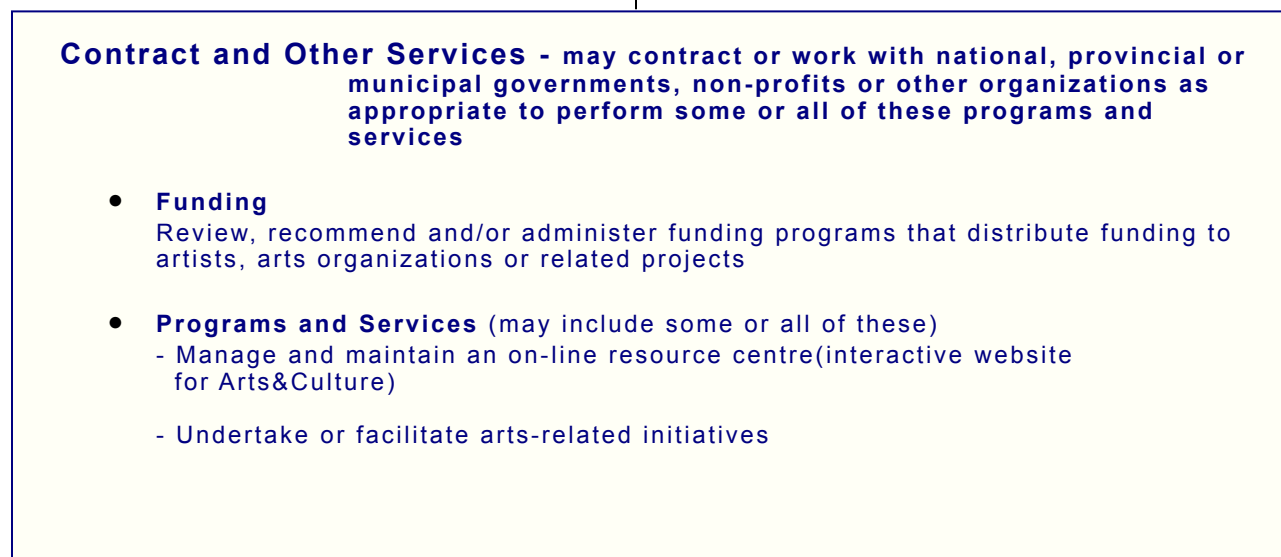 Contract and Other Services - may contract or work with national, provincial or
municipal governments, non-profits or other organizations as
appropriate to perform some or all of these programs and
services
● Funding
Review, recommend and/or administer funding programs that distribute funding to
artists, arts organizations or related projects
● Programs and Services (may include some or all of these)
- Manage and maintain an on-line resource centre(interactive website
for Arts&Culture)
- Undertake or facilitate arts-related initiatives